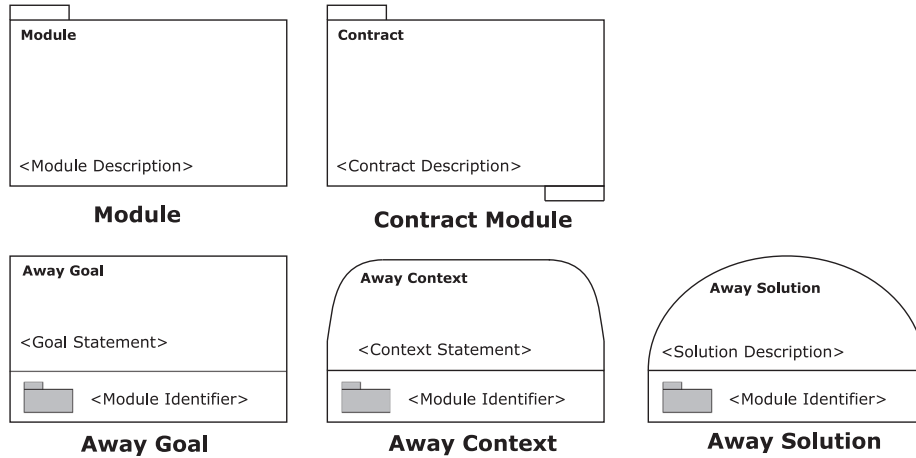 Module
<Module Description>
Module
Contract
<Contract Description>
Contract Module
Away Goal
<Goal Statement>
<Module Identifier>
Away Goal
Away Context
<Context Statement>
<Module Identifier>
Away Context
Away Solution
<Solution Description>
<Module Identifier>
Away Solution